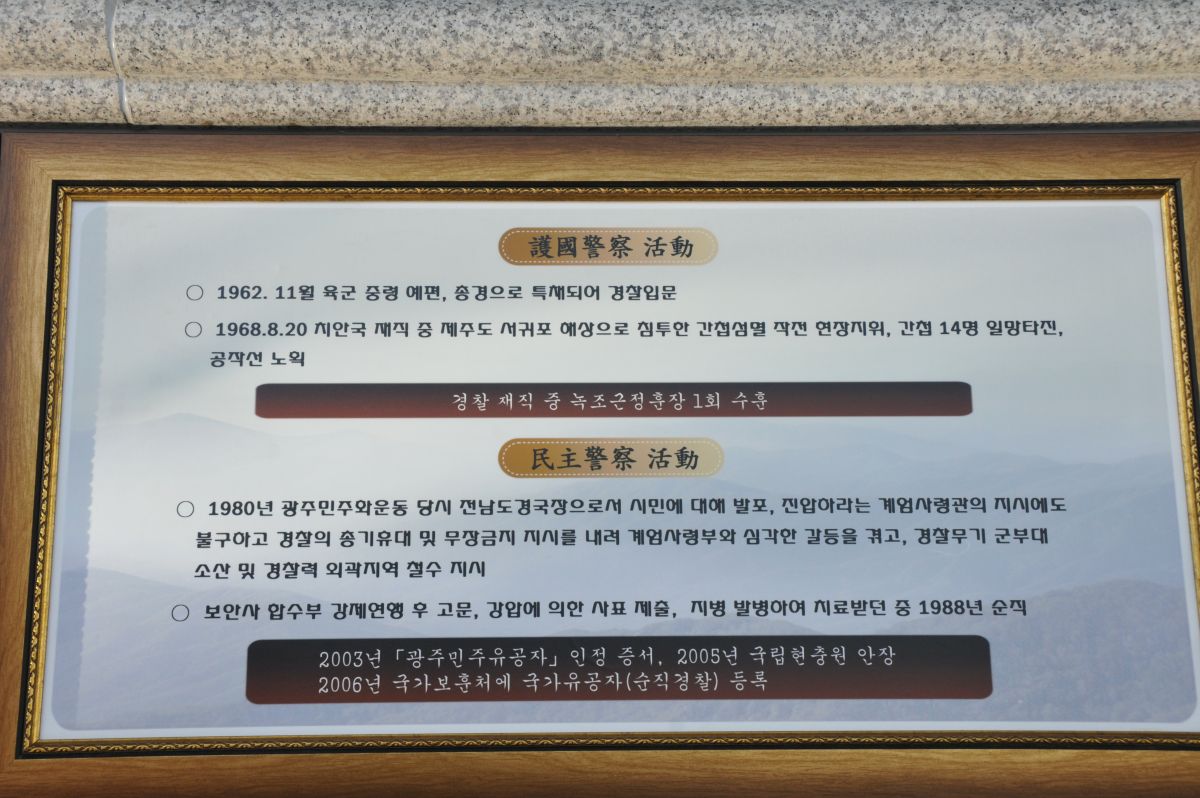 護國警察 活動
○ 1962. 11월 육군 중령 예편, 총경으로 특채되어 경찰입문
○ 1968.8.20 치안국 재직 중 제주도 서귀포 해상으로 침투한 간첩섬멸 작전 현장지휘, 간첩 14명 일망타진,
공작선 노획
경찰 재직 중 녹조근정훈장 1회 수훈
民主警察 活動
○ 1980년 광주민주화운동 당시 전남도경국장으로서 시민에 대해 발포, 진압하라는 계엄사령관의 지시에도
불구하고 경찰의 총기휴대 및 무장금지 지시를 내려 계엄사령부와 심각한 갈등을 겪고, 경찰무기 군부대
소산 및 경찰력 외곽지역 철수 지시
○ 보안사 합수부 강제연행 후 고문, 강압에 의한 사표 제출, 지병 발병하여 치료받던 중 1988년 순직
2003년 「광주민주유공자」 인정 증서, 2005년 국립현충원 안장
2006년 국가보훈처에 국가유공자(순직경찰) 등록